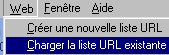 Web Fenêtre Aide
Créer une nouvelle liste URL
Charger la liste URL existante